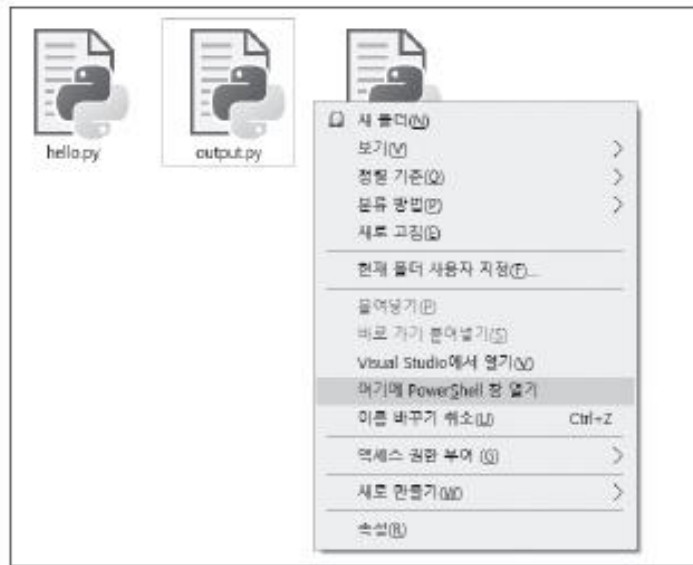 hello.py
output.py
새 폴더(N)
보기(V)
정렬 기준(O)
분류 방법(P)
새로 고침(E)
현재 폴더 사용자 지정(F)...
붙여넣기(P)
바로 가기 붙여넣기(S)
Visual Studio에서 열기(V)
여기에 PowerShell 창 열기
이름 바꾸기 취소(U) Ctrl+Z
액세스 권한 부여 (G)
새로 만들기(W)
속성(R)